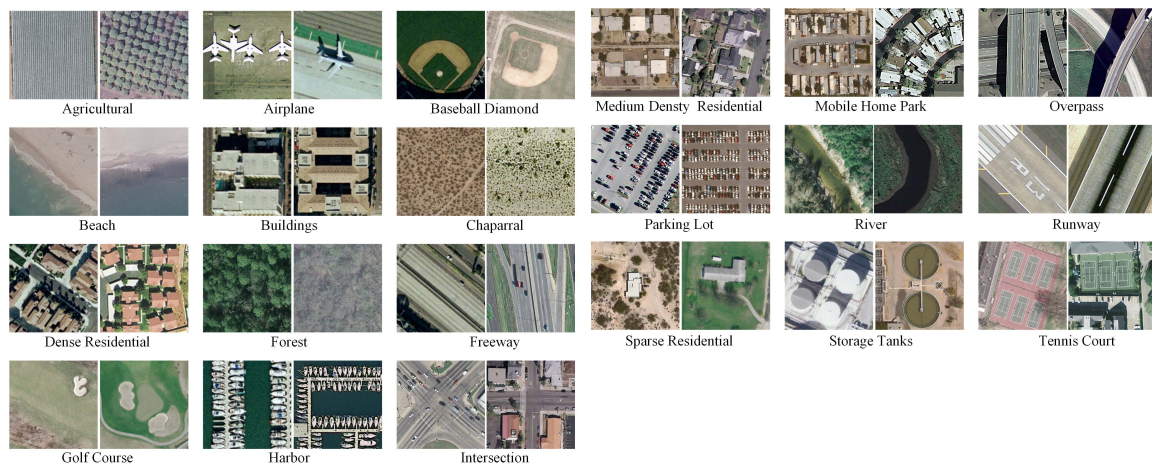 Agricultural
Airplane
Baseball Diamond
Medium Densty Residential
Mobile Home Park
Overpass
Beach
Buildings
Chaparral
Parking Lot
River
Runway
Dense Residential
Forest
Freeway
Sparse Residential
Storage Tanks
Tennis Court
Golf Course
Harbor
Intersection